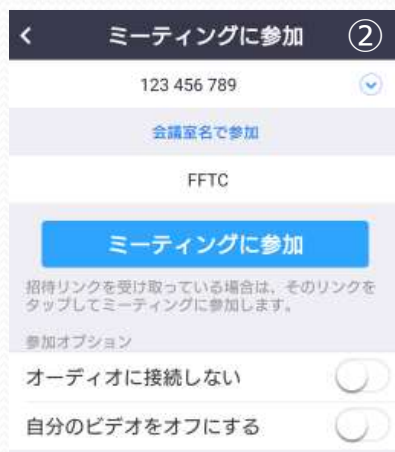 ミーティングに参加 ②
123 456 789
会議室名で参加
FFTC
ミーティングに参加
招待リンクを受け取っている場合は、そのリンクを
タップしてミーティングに参加します。
参加オプション
オーディオに接続しない
自分のビデオをオフにする